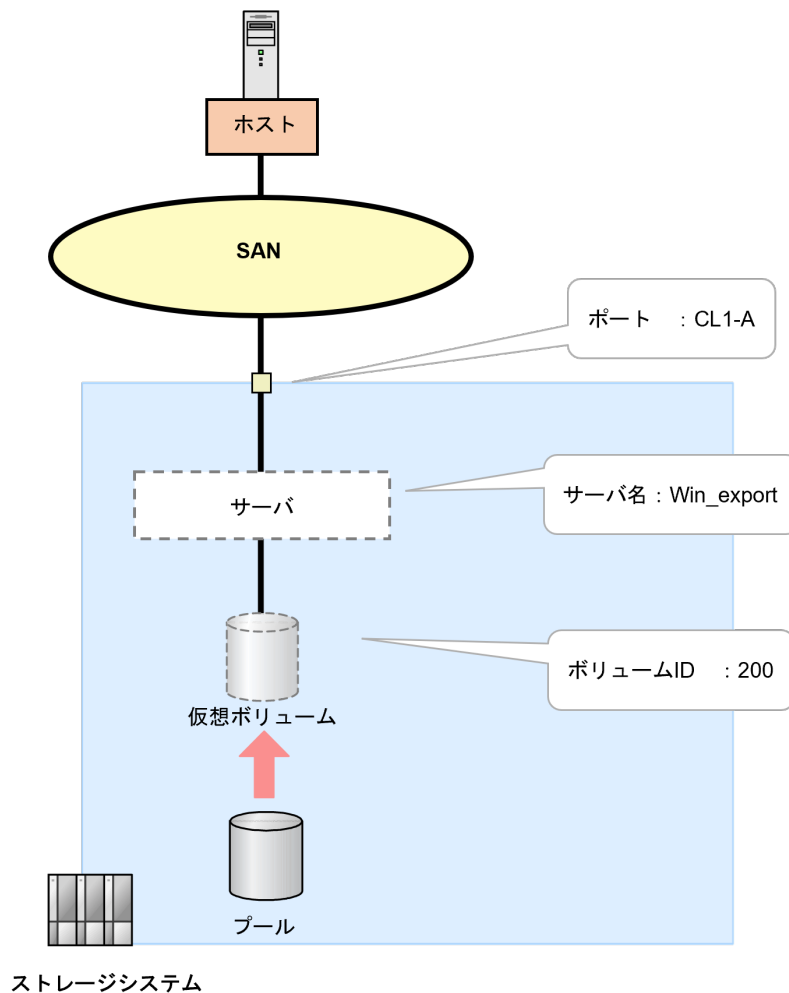 ホスト
SAN
ポート　：CL1-A
サーバ
サーバ名：Win_export
ボリュームID　：200
仮想ボリューム
プール
ストレージシステム